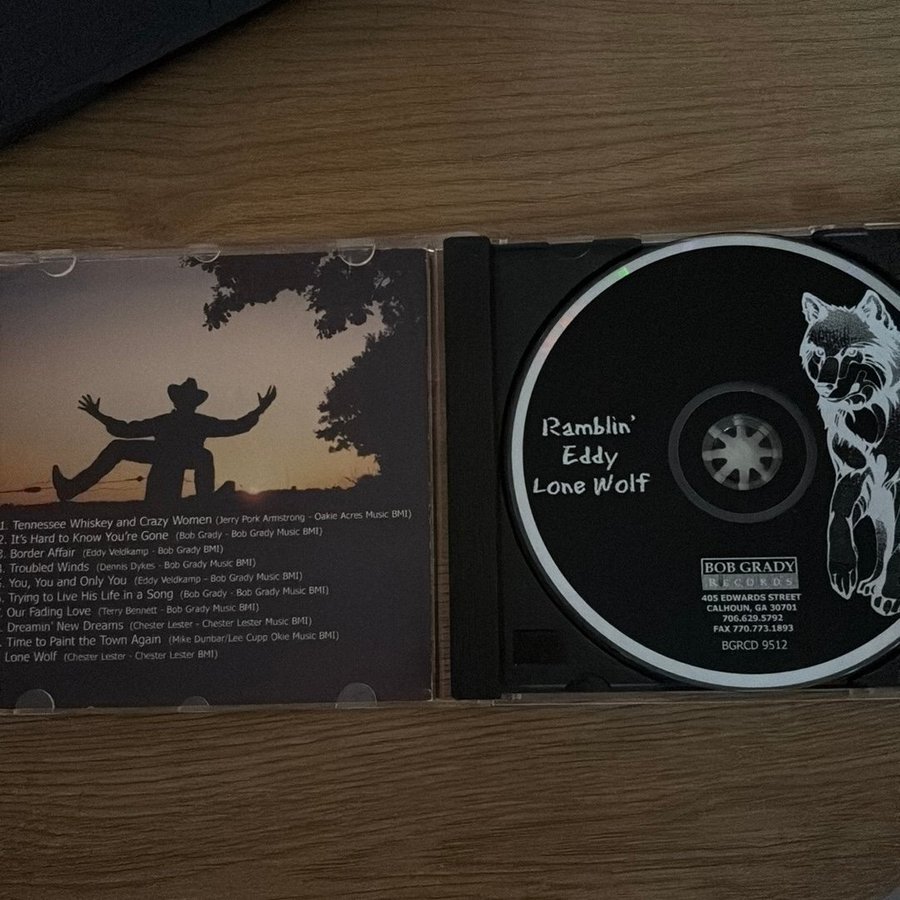 1. Tennessee Whiskey and Crazy Women (Jerry Pork Armstrong - Oakie Acres Music BMI)
2. It's Hard to Know You're Gone (Bob Grady - Bob Grady Music BMI)
3. Border Affair (Eddy Veldkamp - Bob Grady BMI)
4. Troubled Winds (Dennis Dykes - Bob Grady Music BMI)
. You, You and Only You (Eddy Veldkamp - Bob Grady Music BMI)
. Trying to Live His Life in a Song (Bob Grady - Bob Grady Music BMI)
. Our Fading Love (Terry Bennett - Bob Grady Music BMI)
. Dreamin' New Dreams (Chester Lester - Chester Lester Music BMI)
. Time to Paint the Town Again (Mike Dunbar/Lee Cupp Okie Music BMI)
Lone Wolf (Chester Lester - Chester Lester BMI)
Ramblin'
Eddy
Lone Wolf
BOB GRADY
RECORDS
405 EDWARDS STREET
CALHOUN, GA 30701
706.629.5792
FAX 770.773.1893
BGRCD 9512